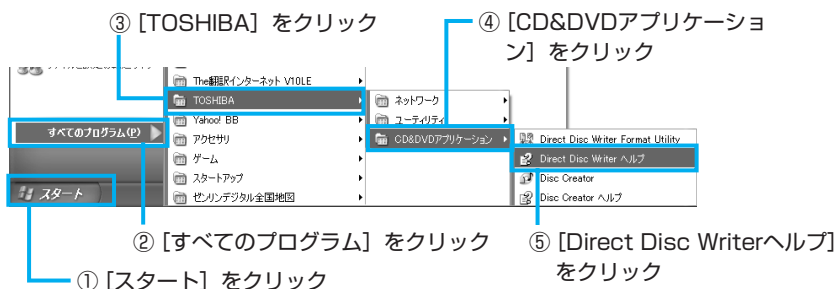 ③ [TOSHIBA] をクリック
④ [CD&DVDアプリケーショ
ン] をクリック
The翻訳インターネット V10LE
TOSHIBA
ネットワーク
Yahoo! BB
ユーティリティ
すべてのプログラム(P)
アクセサリ
CD&DVDアプリケーション
Direct Disc Writer Format Utility
ゲーム
Direct Disc Writer ヘルプ
スタートアップ
Disc Creator
スタート
ゼンリンデジタル全国地図
Disc Creator ヘルプ
② [すべてのプログラム] をクリック
⑤ [Direct Disc Writerヘルプ]
をクリック
① [スタート] をクリック